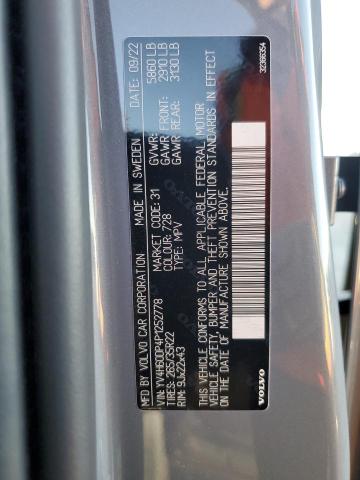 MFD BY VOLVO CAR CORPORATION MADE IN SWEDEN 09/22
VIN: YV4H60DP4P1252778 MARKET CODE: 31 GVWR: 5860 LB
TIRES: 265/35R22 COLOUR: 728 GAWR FRONT: 2910 LB
RIM: 9Jx22x43 TYPE: MPV GAWR REAR: 3130 LB
THIS VEHICLE CONFORMS TO ALL APPLICABLE FEDERAL MOTOR
VEHICLE SAFETY, BUMPER AND THEFT PREVENTION STANDARDS IN EFFECT
ON THE DATE OF MANUFACTURE SHOWN ABOVE.
VOLVO 32366354